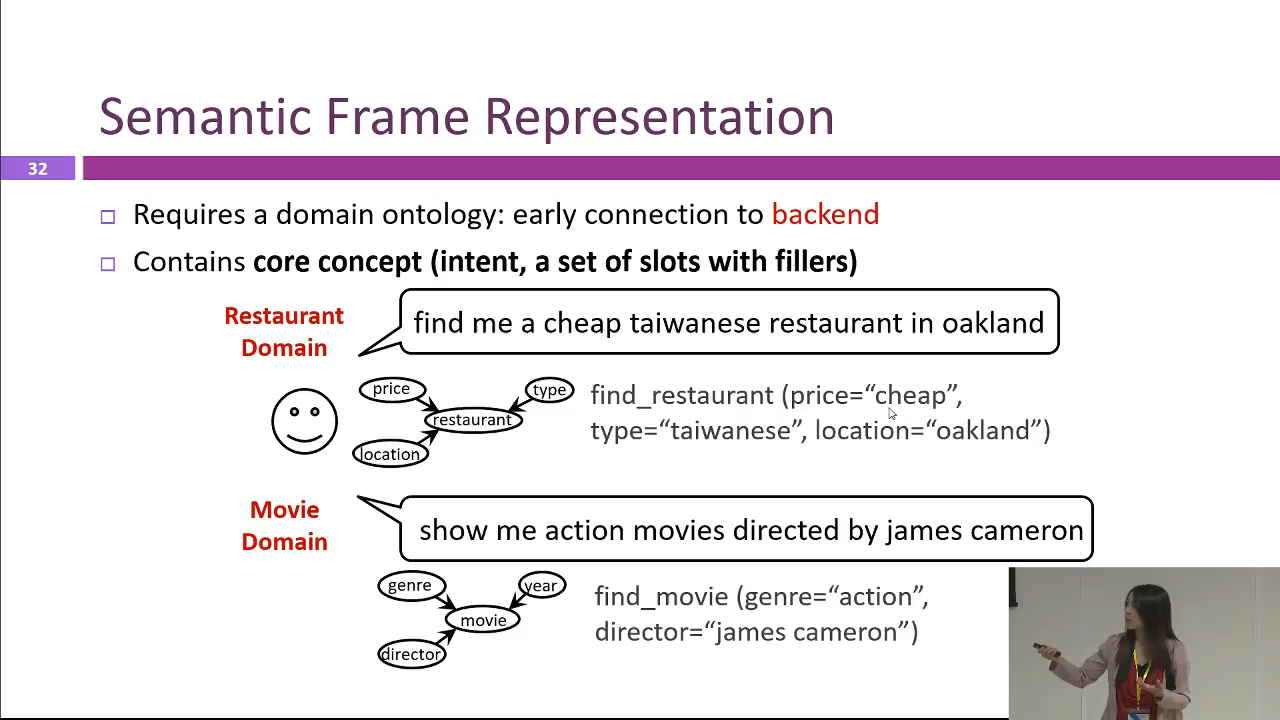 Semantic Frame Representation
32
Requires a domain ontology: early connection to backend
Contains core concept (intent, a set of slots with fillers)
Restaurant
Domain
find me a cheap taiwanese restaurant in oakland
price
type
restaurant
location
find_restaurant (price=“cheap”,
type=“taiwanese”, location=“oakland”)
Movie
Domain
show me action movies directed by james cameron
genre
year
movie
director
find_movie (genre=“action”,
director=“james cameron”)